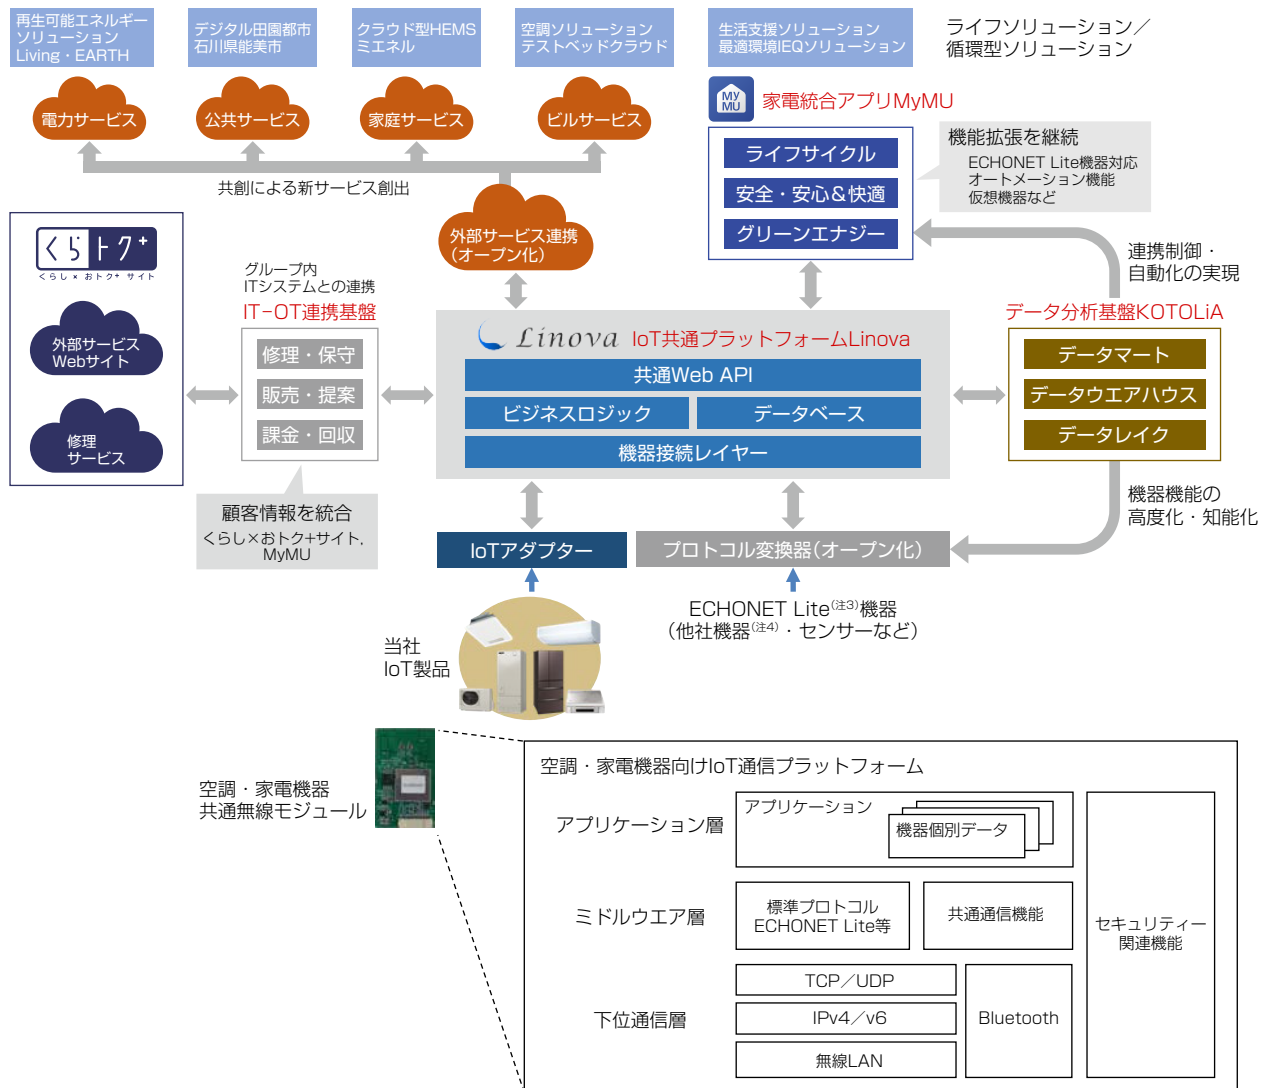 再生可能エネルギー
ソリューション
Living・EARTH
デジタル田園都市
石川県能美市
クラウド型HEMS
ミエネル
空調ソリューション
テストベッドクラウド
生活支援ソリューション
最適環境IEQソリューション
ライフソリューション／
循環型ソリューション
電力サービス
公共サービス
家庭サービス
ビルサービス
My
MU
家電統合アプリMyMU
ライフサイクル
安全・安心&快適
グリーンエナジー
機能拡張を継続
ECHONET Lite機器対応
オートメーション機能
仮想機器など
共創による新サービス創出
外部サービス連携
(オープン化)
連携制御・
自動化の実現
くらトク+
くらし×おトク+サイト
外部サービス
Webサイト
修理
サービス
グループ内
ITシステムとの連携
IT-OT連携基盤
修理・保守
販売・提案
課金・回収
顧客情報を統合
くらし×おトク+サイト,
MyMU
Linova IoT共通プラットフォームLinova
共通Web API
ビジネスロジック
データベース
機器接続レイヤー
データ分析基盤KOTOLiA
データマート
データウエアハウス
データレイク
機器機能の
高度化・知能化
IoTアダプター
プロトコル変換器(オープン化)
ECHONET Lite(注3)機器
(他社機器(注4)・センサーなど)
当社
IoT製品
空調・家電機器
共通無線モジュール
空調・家電機器向けIoT通信プラットフォーム
アプリケーション層
アプリケーション
機器個別データ
ミドルウエア層
標準プロトコル
ECHONET Lite等
共通通信機能
セキュリティー
関連機能
下位通信層
TCP／UDP
IPv4／v6
無線LAN
Bluetooth